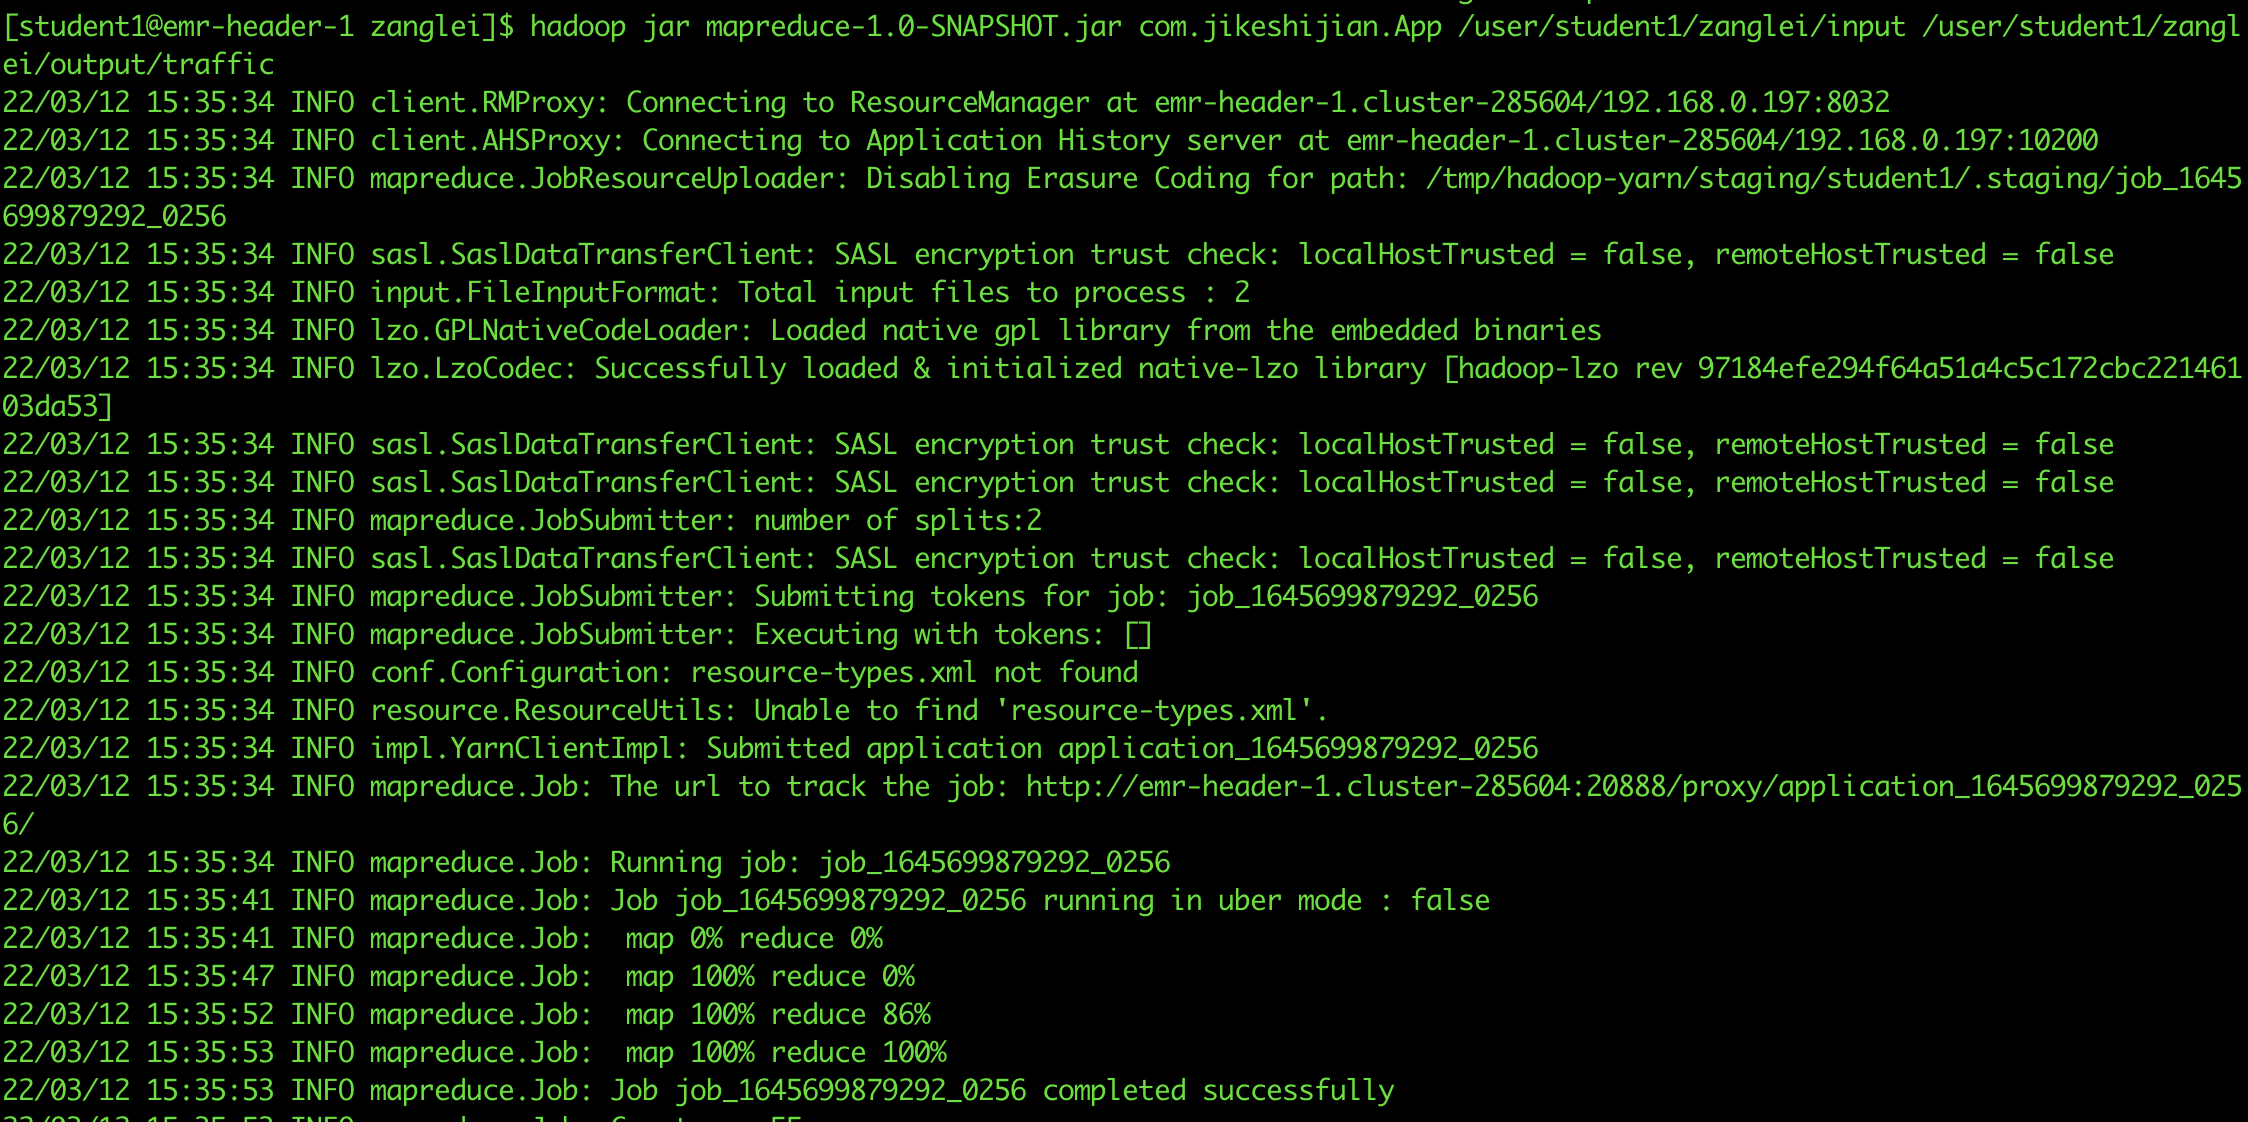 [student1@emr-header-1 zanglei]$ hadoop jar mapreduce-1.0-SNAPSHOT.jar com.jikeshijian.App /user/student1/zanglei/input /user/student1/zangl
ei/output/traffic
22/03/12 15:35:34 INFO client.RMProxy: Connecting to ResourceManager at emr-header-1.cluster-285604/192.168.0.197:8032
22/03/12 15:35:34 INFO client.AHSProxy: Connecting to Application History server at emr-header-1.cluster-285604/192.168.0.197:10200
22/03/12 15:35:34 INFO mapreduce.JobResourceUploader: Disabling Erasure Coding for path: /tmp/hadoop-yarn/staging/student1/.staging/job_1645
699879292_0256
22/03/12 15:35:34 INFO sasl.SaslDataTransferClient: SASL encryption trust check: localHostTrusted = false, remoteHostTrusted = false
22/03/12 15:35:34 INFO input.FileInputFormat: Total input files to process : 2
22/03/12 15:35:34 INFO lzo.GPLNativeCodeLoader: Loaded native gpl library from the embedded binaries
22/03/12 15:35:34 INFO lzo.LzoCodec: Successfully loaded & initialized native-lzo library [hadoop-lzo rev 97184efe294f64a51a4c5c172cbc221461
03da53]
22/03/12 15:35:34 INFO sasl.SaslDataTransferClient: SASL encryption trust check: localHostTrusted = false, remoteHostTrusted = false
22/03/12 15:35:34 INFO sasl.SaslDataTransferClient: SASL encryption trust check: localHostTrusted = false, remoteHostTrusted = false
22/03/12 15:35:34 INFO mapreduce.JobSubmitter: number of splits:2
22/03/12 15:35:34 INFO sasl.SaslDataTransferClient: SASL encryption trust check: localHostTrusted = false, remoteHostTrusted = false
22/03/12 15:35:34 INFO mapreduce.JobSubmitter: Submitting tokens for job: job_1645699879292_0256
22/03/12 15:35:34 INFO mapreduce.JobSubmitter: Executing with tokens: []
22/03/12 15:35:34 INFO conf.Configuration: resource-types.xml not found
22/03/12 15:35:34 INFO resource.ResourceUtils: Unable to find 'resource-types.xml'.
22/03/12 15:35:34 INFO impl.YarnClientImpl: Submitted application application_1645699879292_0256
22/03/12 15:35:34 INFO mapreduce.Job: The url to track the job: http://emr-header-1.cluster-285604:20888/proxy/application_1645699879292_025
6/
22/03/12 15:35:34 INFO mapreduce.Job: Running job: job_1645699879292_0256
22/03/12 15:35:41 INFO mapreduce.Job: Job job_1645699879292_0256 running in uber mode : false
22/03/12 15:35:41 INFO mapreduce.Job:  map 0% reduce 0%
22/03/12 15:35:47 INFO mapreduce.Job:  map 100% reduce 0%
22/03/12 15:35:52 INFO mapreduce.Job:  map 100% reduce 86%
22/03/12 15:35:53 INFO mapreduce.Job:  map 100% reduce 100%
22/03/12 15:35:53 INFO mapreduce.Job: Job job_1645699879292_0256 completed successfully